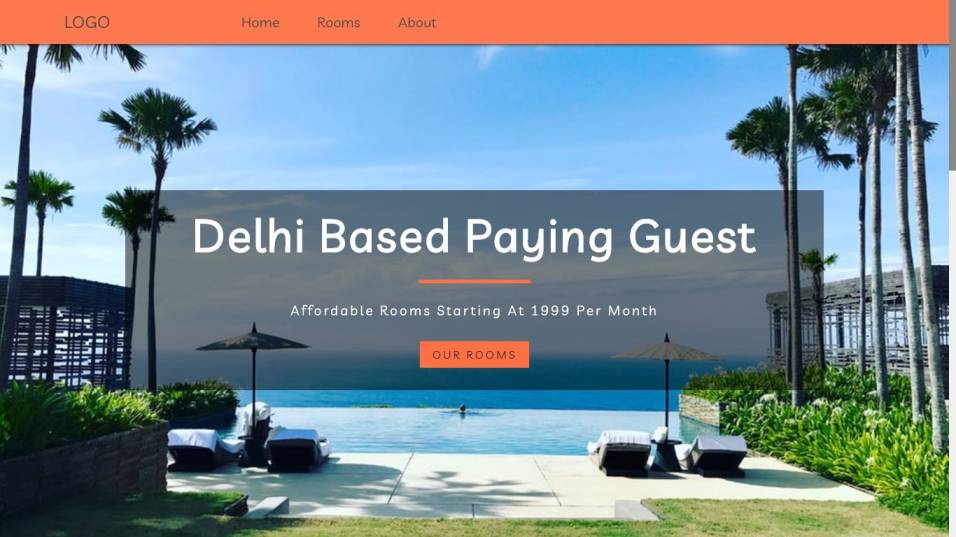 LOGO Home Rooms About
Delhi Based Paying Guest
Affordable Rooms Starting At 1999 Per Month
OUR ROOMS